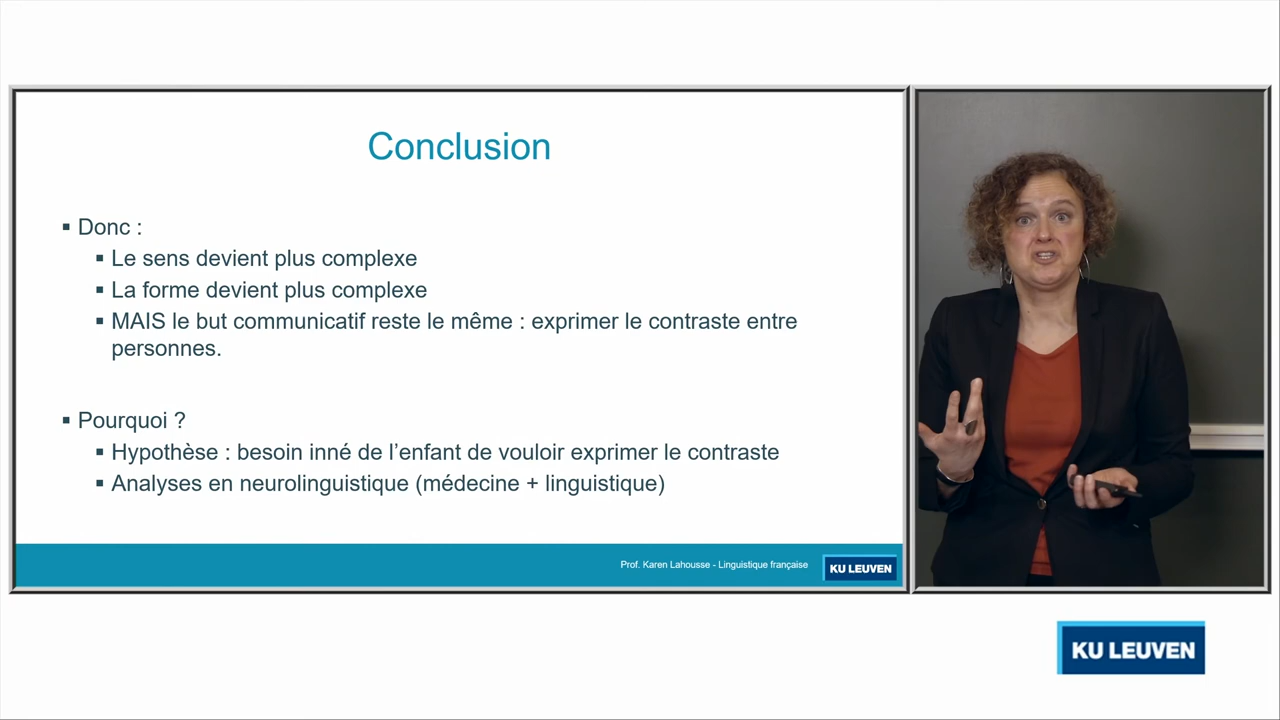 Conclusion
▪ Donc :
▪ Le sens devient plus complexe
▪ La forme devient plus complexe
▪ MAIS le but communicatif reste le même : exprimer le contraste entre
personnes.
▪ Pourquoi ?
▪ Hypothèse : besoin inné de l’enfant de vouloir exprimer le contraste
▪ Analyses en neurolinguistique (médecine + linguistique)
Prof. Karen Lahousse - Linguistique française
KU LEUVEN
KU LEUVEN